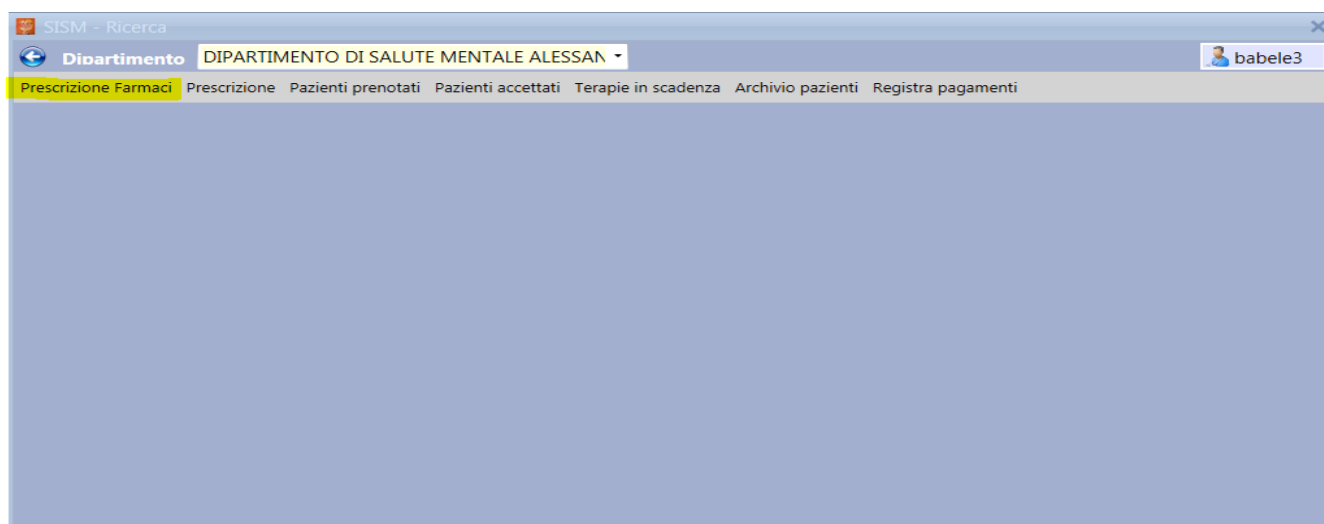 SISM - Ricerca
Dipartimento DIPARTIMENTO DI SALUTE MENTALE ALESSAN babele3
Prescrizione Farmaci Prescrizione Pazienti prenotati Pazienti accettati Terapie in scadenza Archivio pazienti Registra pagamenti